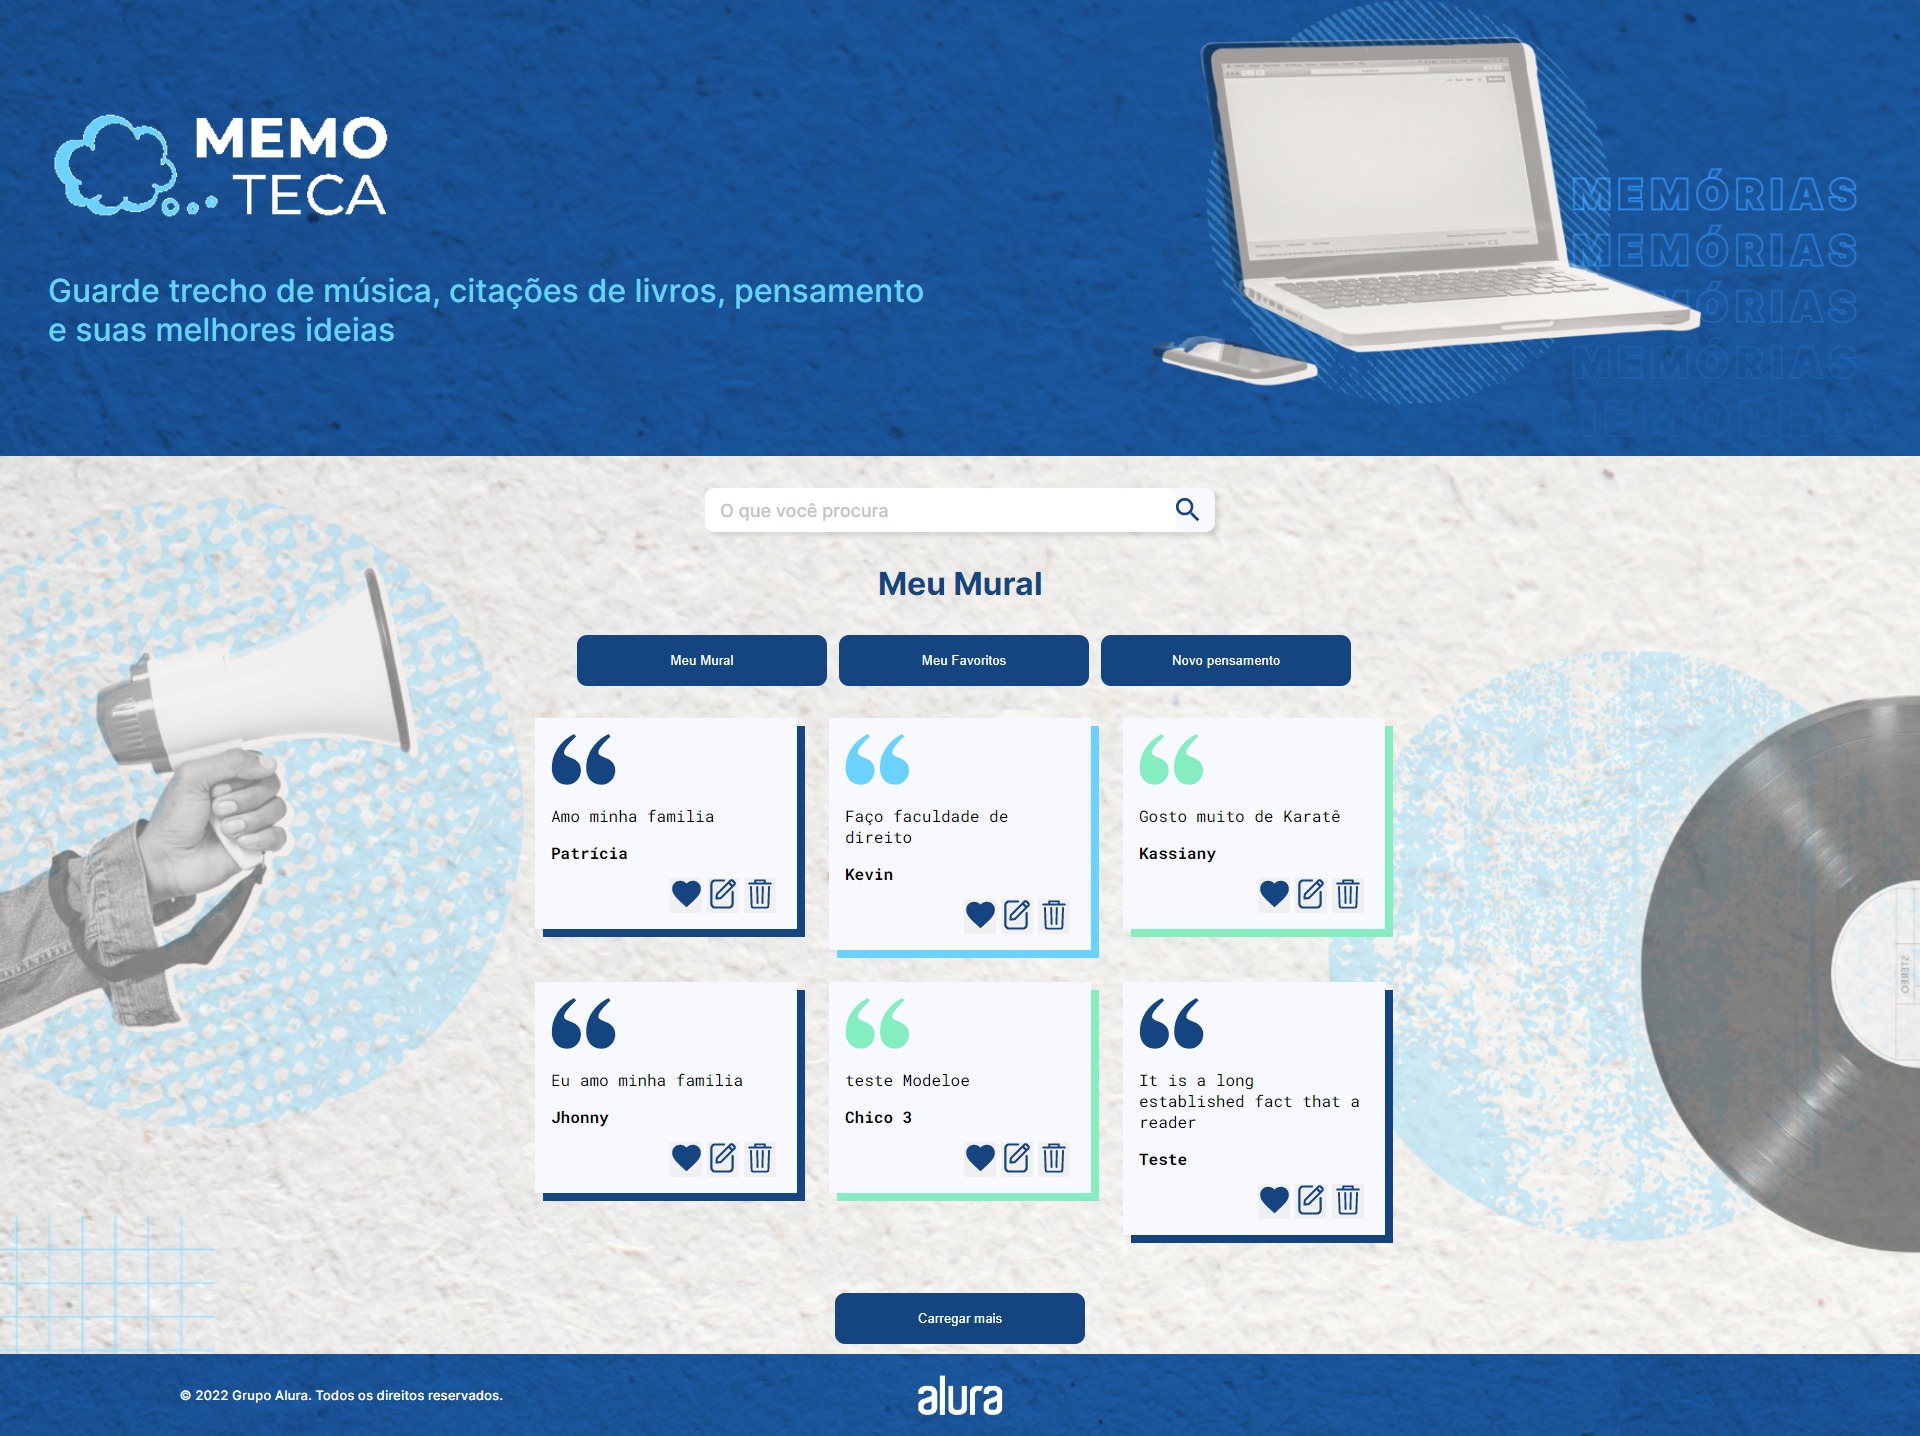 MEMO
TECA
Guarde trecho de música, citações de livros, pensamento
e suas melhores ideias
MEMÓRIAS
MEMÓRIAS
MÓRIAS
MEMÓRIAS
MEMÓRIAS
O que você procura
Meu Mural
Meu Mural
Meu Favoritos
Novo pensamento
Amo minha familia
Patrícia
Faço faculdade de
direito
Kevin
Gosto muito de Karatê
Kassiany
Eu amo minha familia
Jhonny
teste Modeloe
Chico 3
It is a long
established fact that a
reader
Teste
STEREO
Carregar mais
© 2022 Grupo Alura. Todos os direitos reservados.
alura